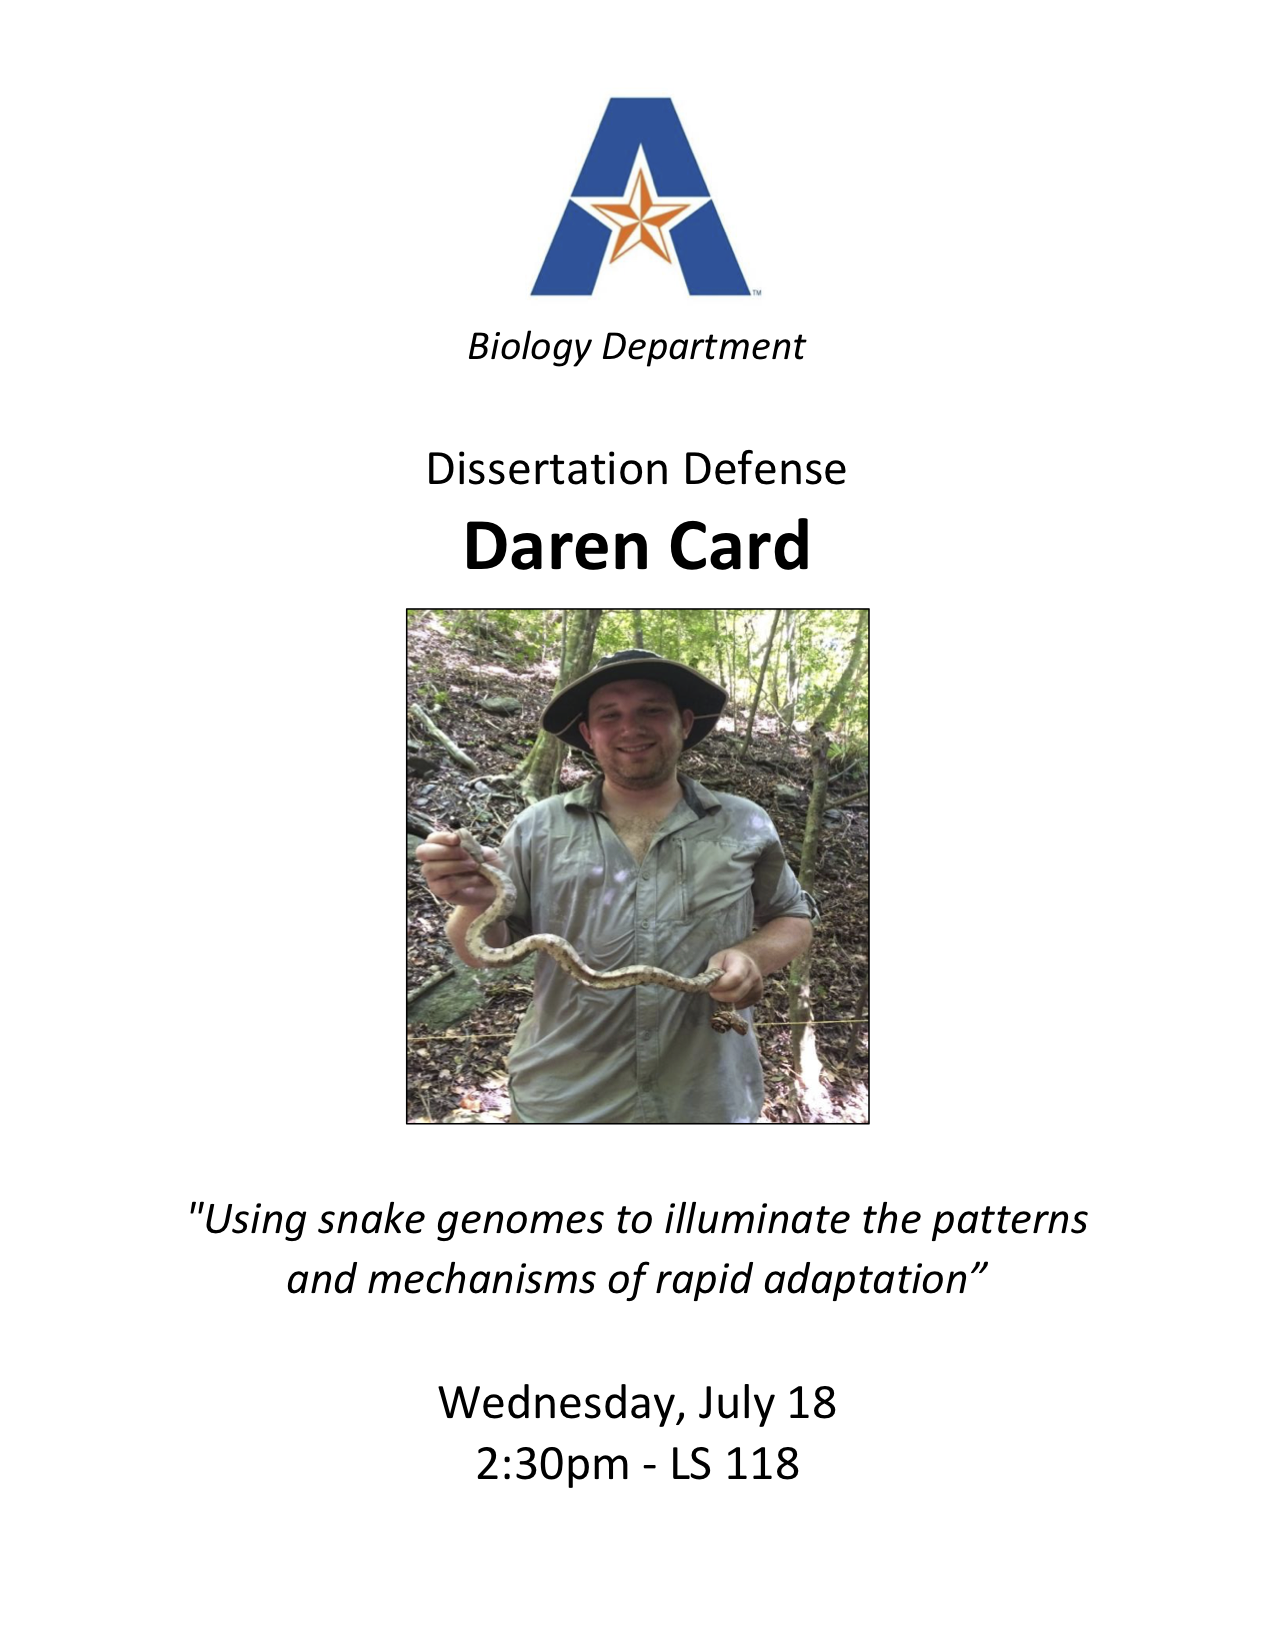 A
TM
Biology Department
Dissertation Defense
Daren Card
"Using snake genomes to illuminate the patterns
and mechanisms of rapid adaptation”
Wednesday, July 18
2:30pm - LS 118